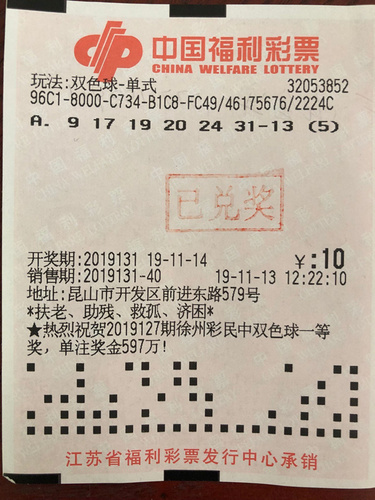 中国福利彩票
CHINA WELFARE LOTTERY
玩法:双色球-单式 32053852
96C1-8000-C734-B1C8-FC49/46175676/2224C
A. 9 17 19 20 24 31-13 (5)
已兑奖
开奖期:2019131 19-11-14 ¥:10
销售期:2019131-40 19-11-13 12:22:10
地址:昆山市开发区前进东路579号
*扶老、助残、救孤、济困*
★热烈祝贺2019127期徐州彩民中双色球一等
奖，单注奖金597万!
江苏省福利彩票发行中心承销